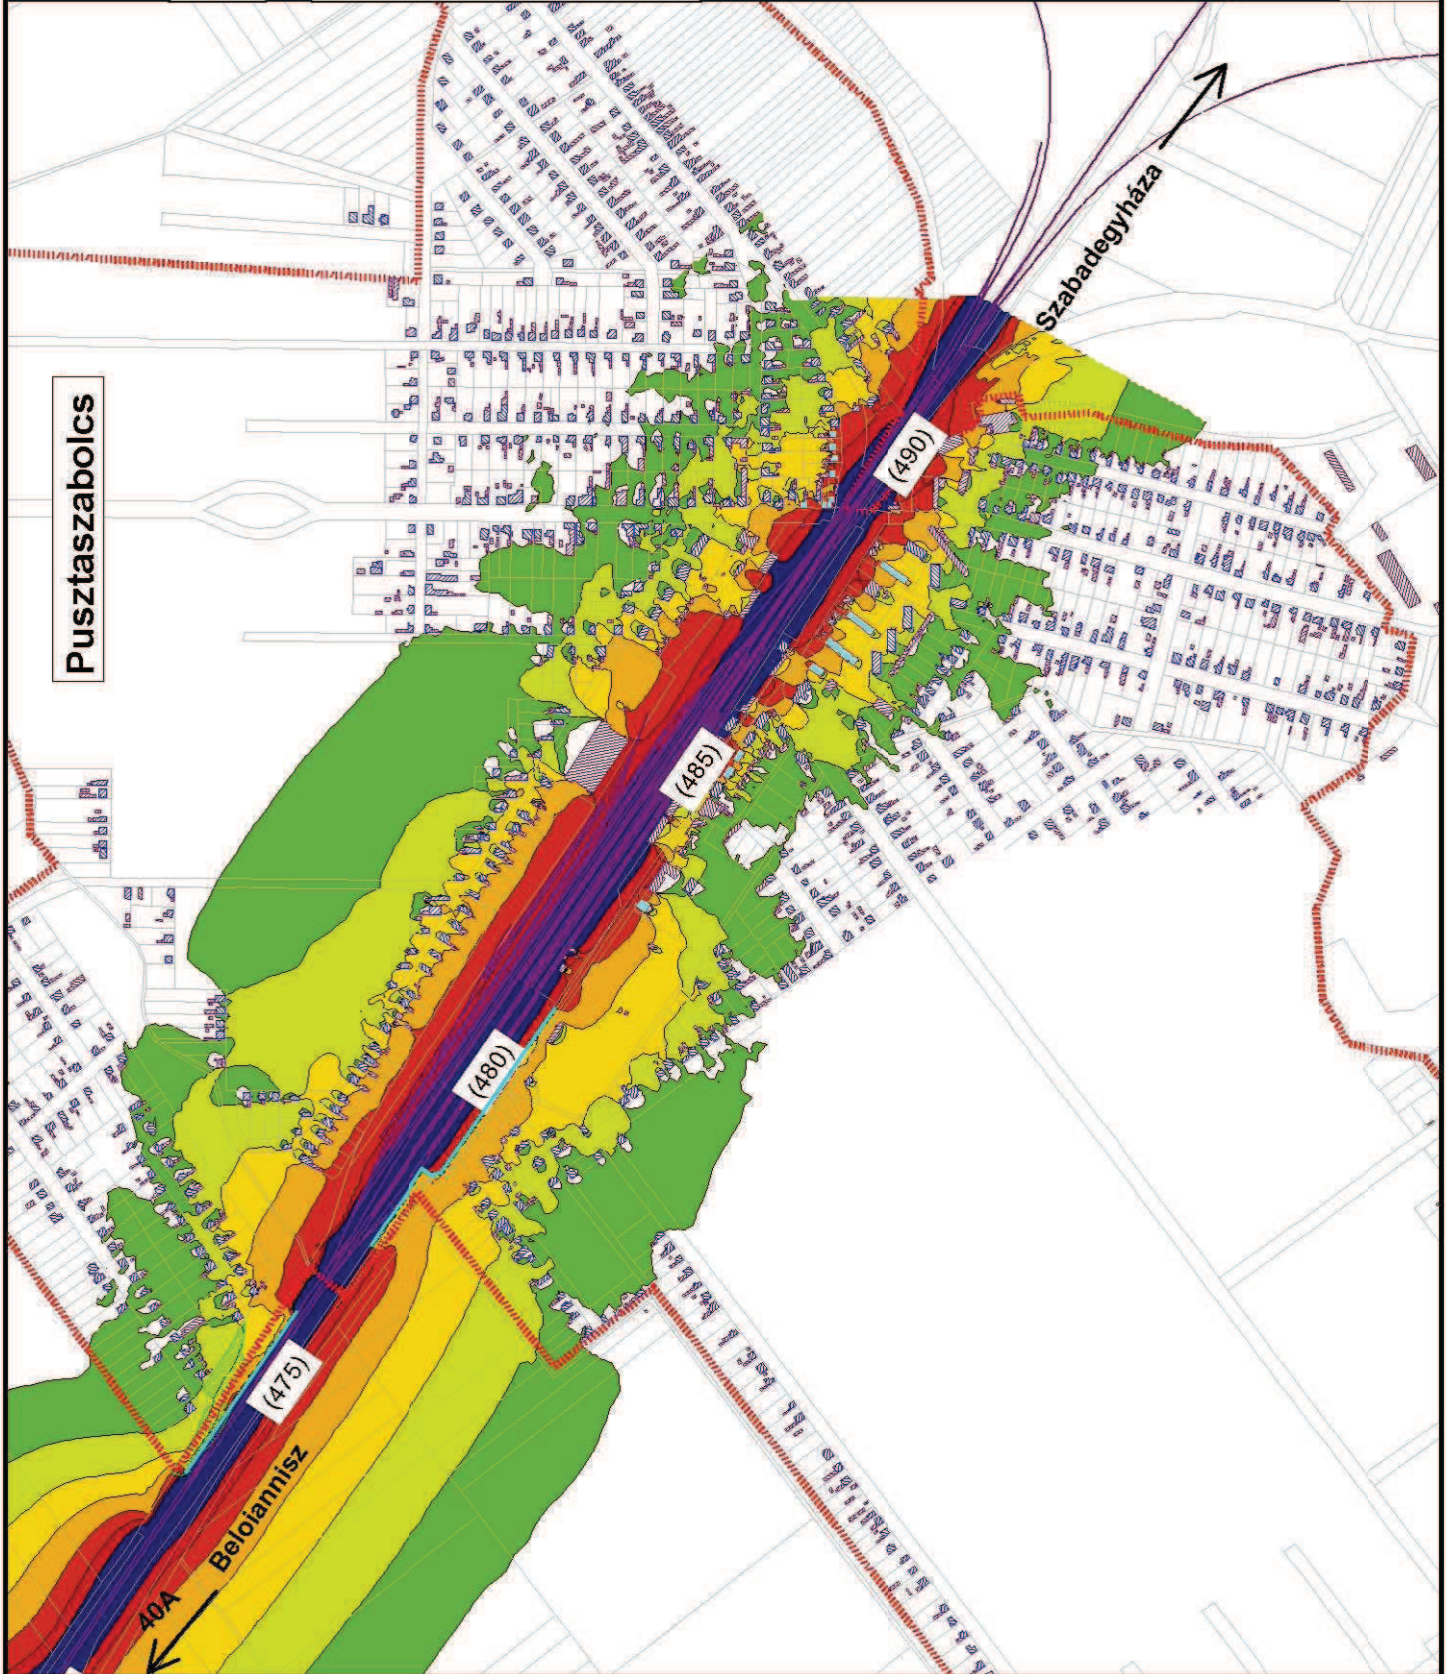 Pusztaszabolcs
Szabadegyháza
(490)
(485)
(480)
(475)
Beloiannisz
40A